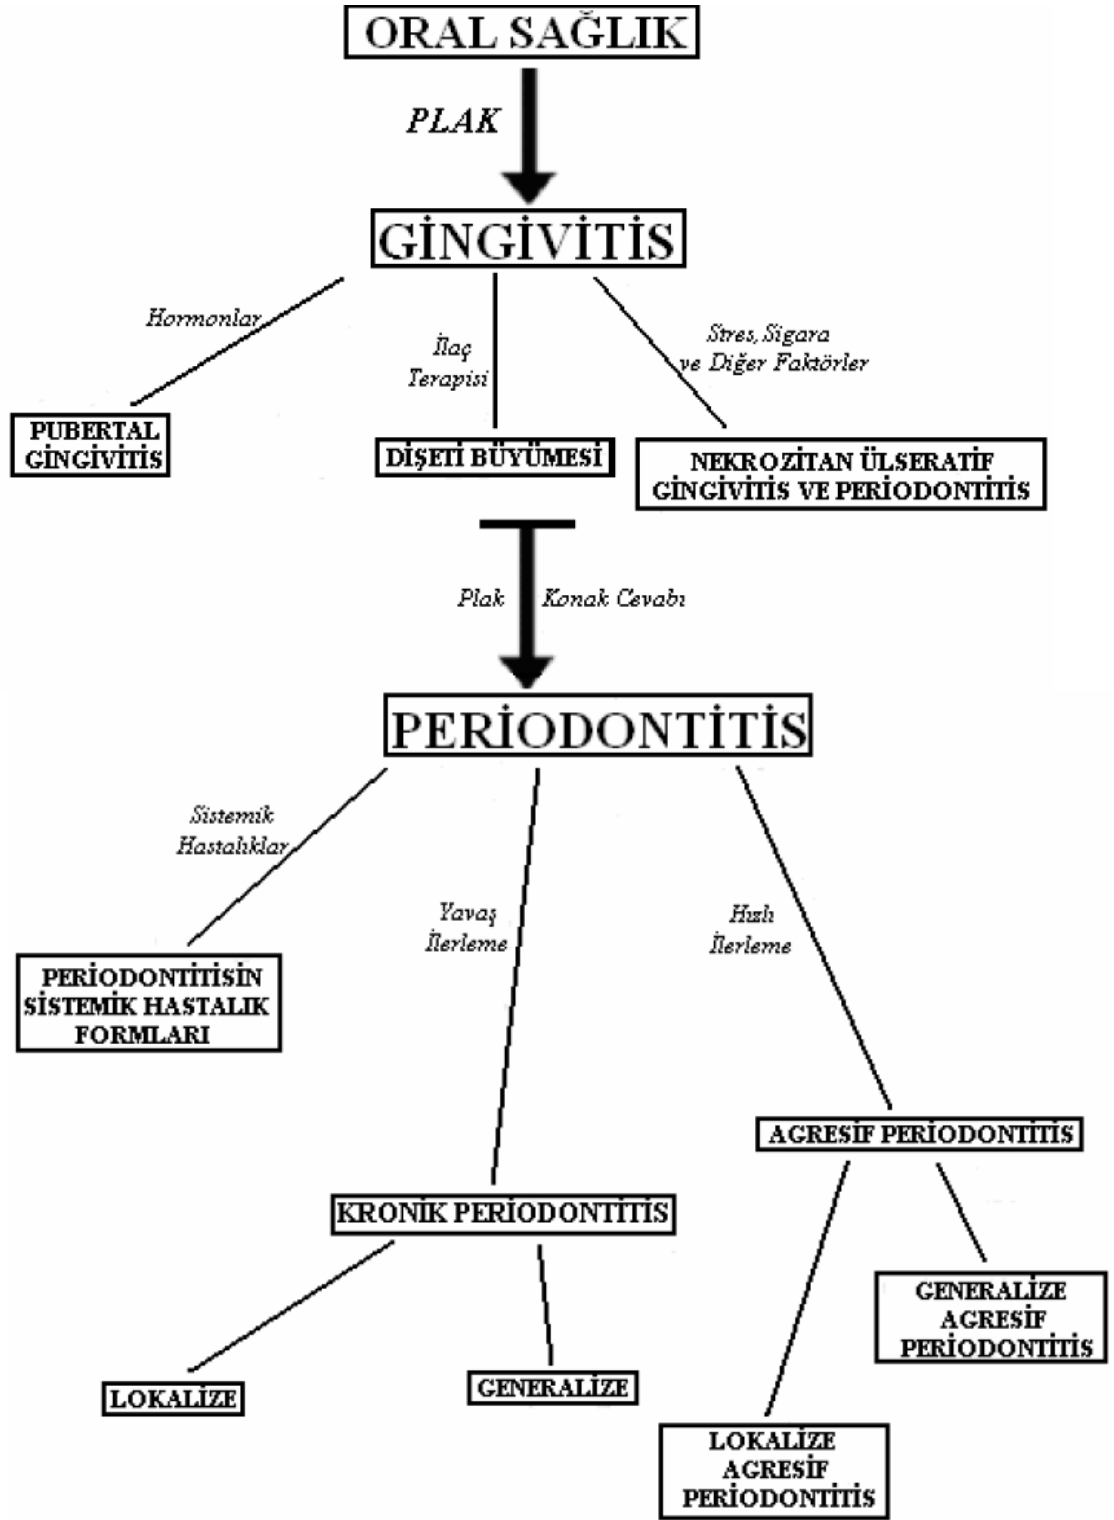 ORAL SAĞLIK
PLAK
GİNGİVİTİS
Hormonlar
İlaç
Terapisi
Stres, Sigara
ve Diğer Faktörler
PUBERTAL
GİNGİVİTİS
DİŞETİ BÜYÜMESİ
NEKROZİTAN ÜLSERATİF
GİNGİVİTİS VE PERİODONTİTİS
Plak
Konak Cevabı
PERİODONTİTİS
Sistemik
Hastalıklar
Yavaş
İlerleme
Hızlı
İlerleme
PERİODONTİTİSİN
SİSTEMİK HASTALIK
FORMLARI
AGRESİF PERİODONTİTİS
KRONİK PERİODONTİTİS
GENERALİZE
AGRESİF
PERİODONTİTİS
LOKALİZE
GENERALİZE
LOKALİZE
AGRESİF
PERİODONTİTİS